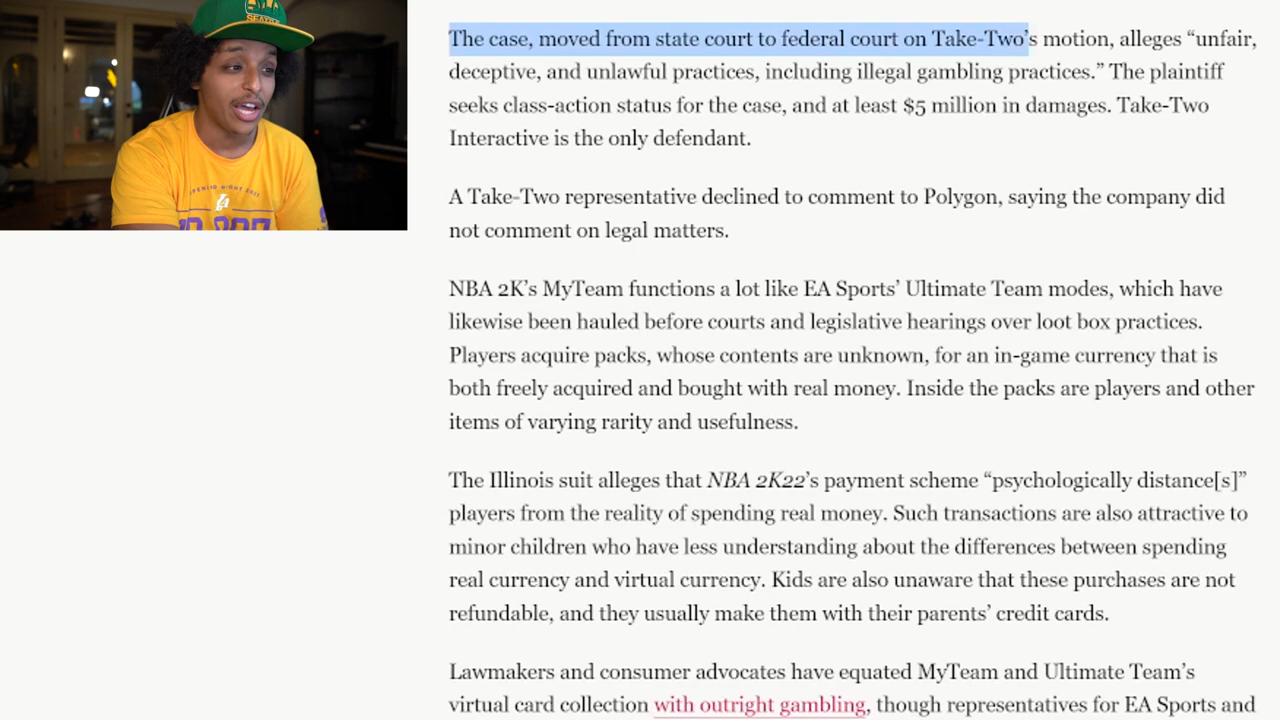 SEATTLE
The case, moved from state court to federal court on Take-Two’s motion, alleges “unfair,
deceptive, and unlawful practices, including illegal gambling practices.” The plaintiff
seeks class-action status for the case, and at least $5 million in damages. Take-Two
Interactive is the only defendant.
A Take-Two representative declined to comment to Polygon, saying the company did
not comment on legal matters.
NBA 2K’s MyTeam functions a lot like EA Sports’ Ultimate Team modes, which have
likewise been hauled before courts and legislative hearings over loot box practices.
Players acquire packs, whose contents are unknown, for an in-game currency that is
both freely acquired and bought with real money. Inside the packs are players and other
items of varying rarity and usefulness.
The Illinois suit alleges that NBA 2K22’s payment scheme “psychologically distance[s]”
players from the reality of spending real money. Such transactions are also attractive to
minor children who have less understanding about the differences between spending
real currency and virtual currency. Kids are also unaware that these purchases are not
refundable, and they usually make them with their parents’ credit cards.
Lawmakers and consumer advocates have equated MyTeam and Ultimate Team’s
virtual card collection with outright gambling, though representatives for EA Sports and